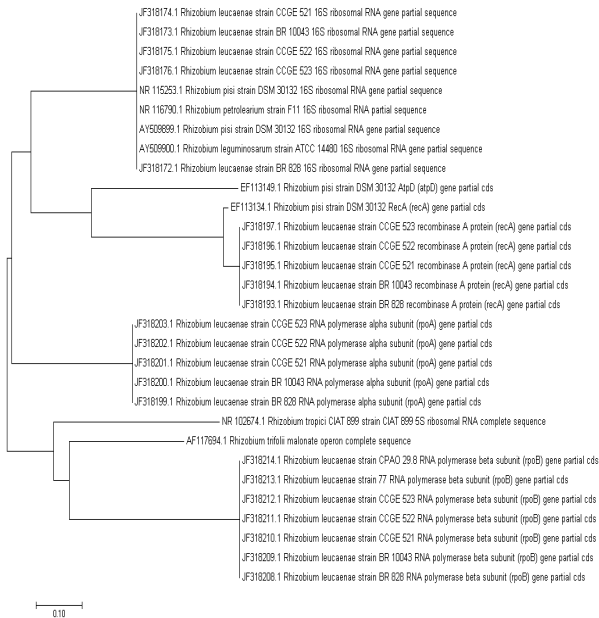 JF318174.1 Rhizobium leucaenae strain CCGE 521 16S ribosomal RNA gene partial sequence
JF318173.1 Rhizobium leucaenae strain BR 10043 16S ribosomal RNA gene partial sequence
JF318175.1 Rhizobium leucaenae strain CCGE 522 16S ribosomal RNA gene partial sequence
JF318176.1 Rhizobium leucaenae strain CCGE 523 16S ribosomal RNA gene partial sequence
NR 115253.1 Rhizobium pisi strain DSM 30132 16S ribosomal RNA gene partial sequence
NR 116790.1 Rhizobium petrolearium strain F11 16S ribosomal RNA partial sequence
AY509899.1 Rhizobium pisi strain DSM 30132 16S ribosomal RNA gene partial sequence
AY509900.1 Rhizobium leguminosarum strain ATCC 14480 16S ribosomal RNA gene partial sequence
JF318172.1 Rhizobium leucaenae strain BR 828 16S ribosomal RNA gene partial sequence
EF113149.1 Rhizobium pisi strain DSM 30132 AtpD (atpD) gene partial cds
EF113134.1 Rhizobium pisi strain DSM 30132 RecA (recA) gene partial cds
JF318197.1 Rhizobium leucaenae strain CCGE 523 recombinase A protein (recA) gene partial cds
JF318196.1 Rhizobium leucaenae strain CCGE 522 recombinase A protein (recA) gene partial cds
JF318195.1 Rhizobium leucaenae strain CCGE 521 recombinase A protein (recA) gene partial cds
JF318194.1 Rhizobium leucaenae strain BR 10043 recombinase A protein (recA) gene partial cds
JF318193.1 Rhizobium leucaenae strain BR 828 recombinase A protein (recA) gene partial cds
JF318203.1 Rhizobium leucaenae strain CCGE 523 RNA polymerase alpha subunit (rpoA) gene partial cds
JF318202.1 Rhizobium leucaenae strain CCGE 522 RNA polymerase alpha subunit (rpoA) gene partial cds
JF318201.1 Rhizobium leucaenae strain CCGE 521 RNA polymerase alpha subunit (rpoA) gene partial cds
JF318200.1 Rhizobium leucaenae strain BR 10043 RNA polymerase alpha subunit (rpoA) gene partial cds
JF318199.1 Rhizobium leucaenae strain BR 828 RNA polymerase alpha subunit (rpoA) gene partial cds
NR 102674.1 Rhizobium tropici CIAT 899 strain CIAT 899 5S ribosomal RNA complete sequence
AF117694.1 Rhizobium trifolii malonate operon complete sequence
JF318214.1 Rhizobium leucaenae strain CPAO 29.8 RNA polymerase beta subunit (rpoB) gene partial cds
JF318213.1 Rhizobium leucaenae strain 77 RNA polymerase beta subunit (rpoB) gene partial cds
JF318212.1 Rhizobium leucaenae strain CCGE 523 RNA polymerase beta subunit (rpoB) gene partial cds
JF318211.1 Rhizobium leucaenae strain CCGE 522 RNA polymerase beta subunit (rpoB) gene partial cds
JF318210.1 Rhizobium leucaenae strain CCGE 521 RNA polymerase beta subunit (rpoB) gene partial cds
JF318209.1 Rhizobium leucaenae strain BR 10043 RNA polymerase beta subunit (rpoB) gene partial cds
JF318208.1 Rhizobium leucaenae strain BR 828 RNA polymerase beta subunit (rpoB) gene partial cds
0.10